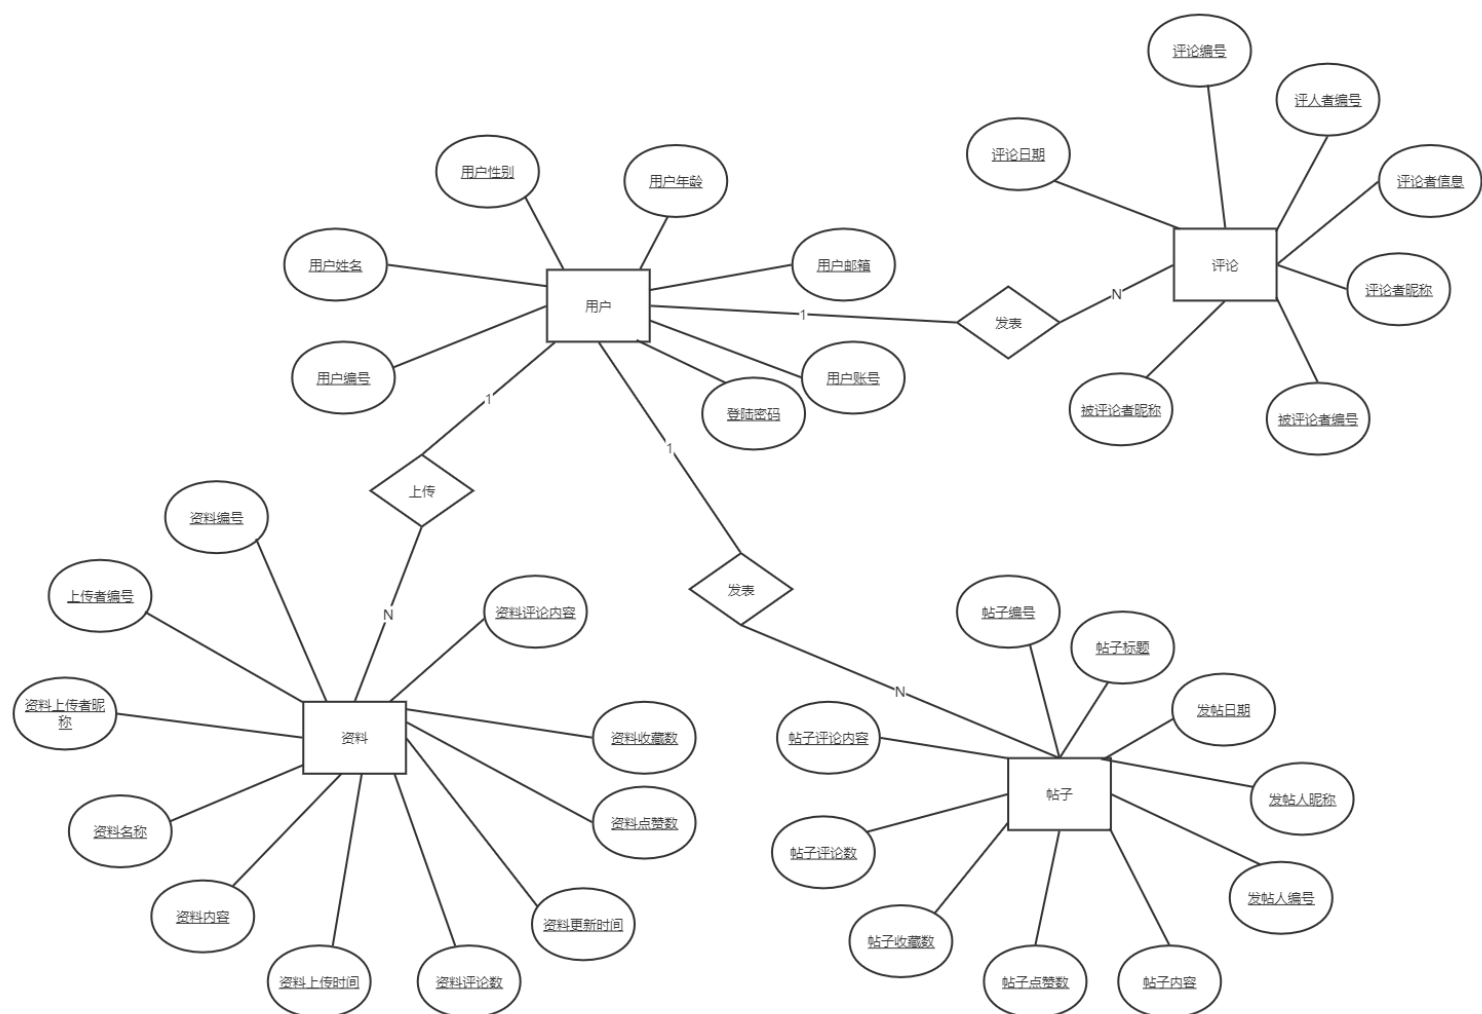 评论编号
评人者编号
评论日期
评论者信息
用户性别
用户年龄
用户姓名
用户邮箱
评论
评论者昵称
用户
1
发表
N
用户编号
用户账号
登陆密码
被评论者昵称
被评论者编号
1
1
上传
资料编号
上传者编号
发表
N
资料评论内容
帖子编号
帖子标题
N
资料上传者昵
称
发帖日期
资料
资料收藏数
帖子评论内容
帖子
发帖人昵称
资料名称
资料点赞数
帖子评论数
资料内容
资料更新时间
发帖人编号
帖子收藏数
资料上传时间
资料评论数
帖子点赞数
帖子内容